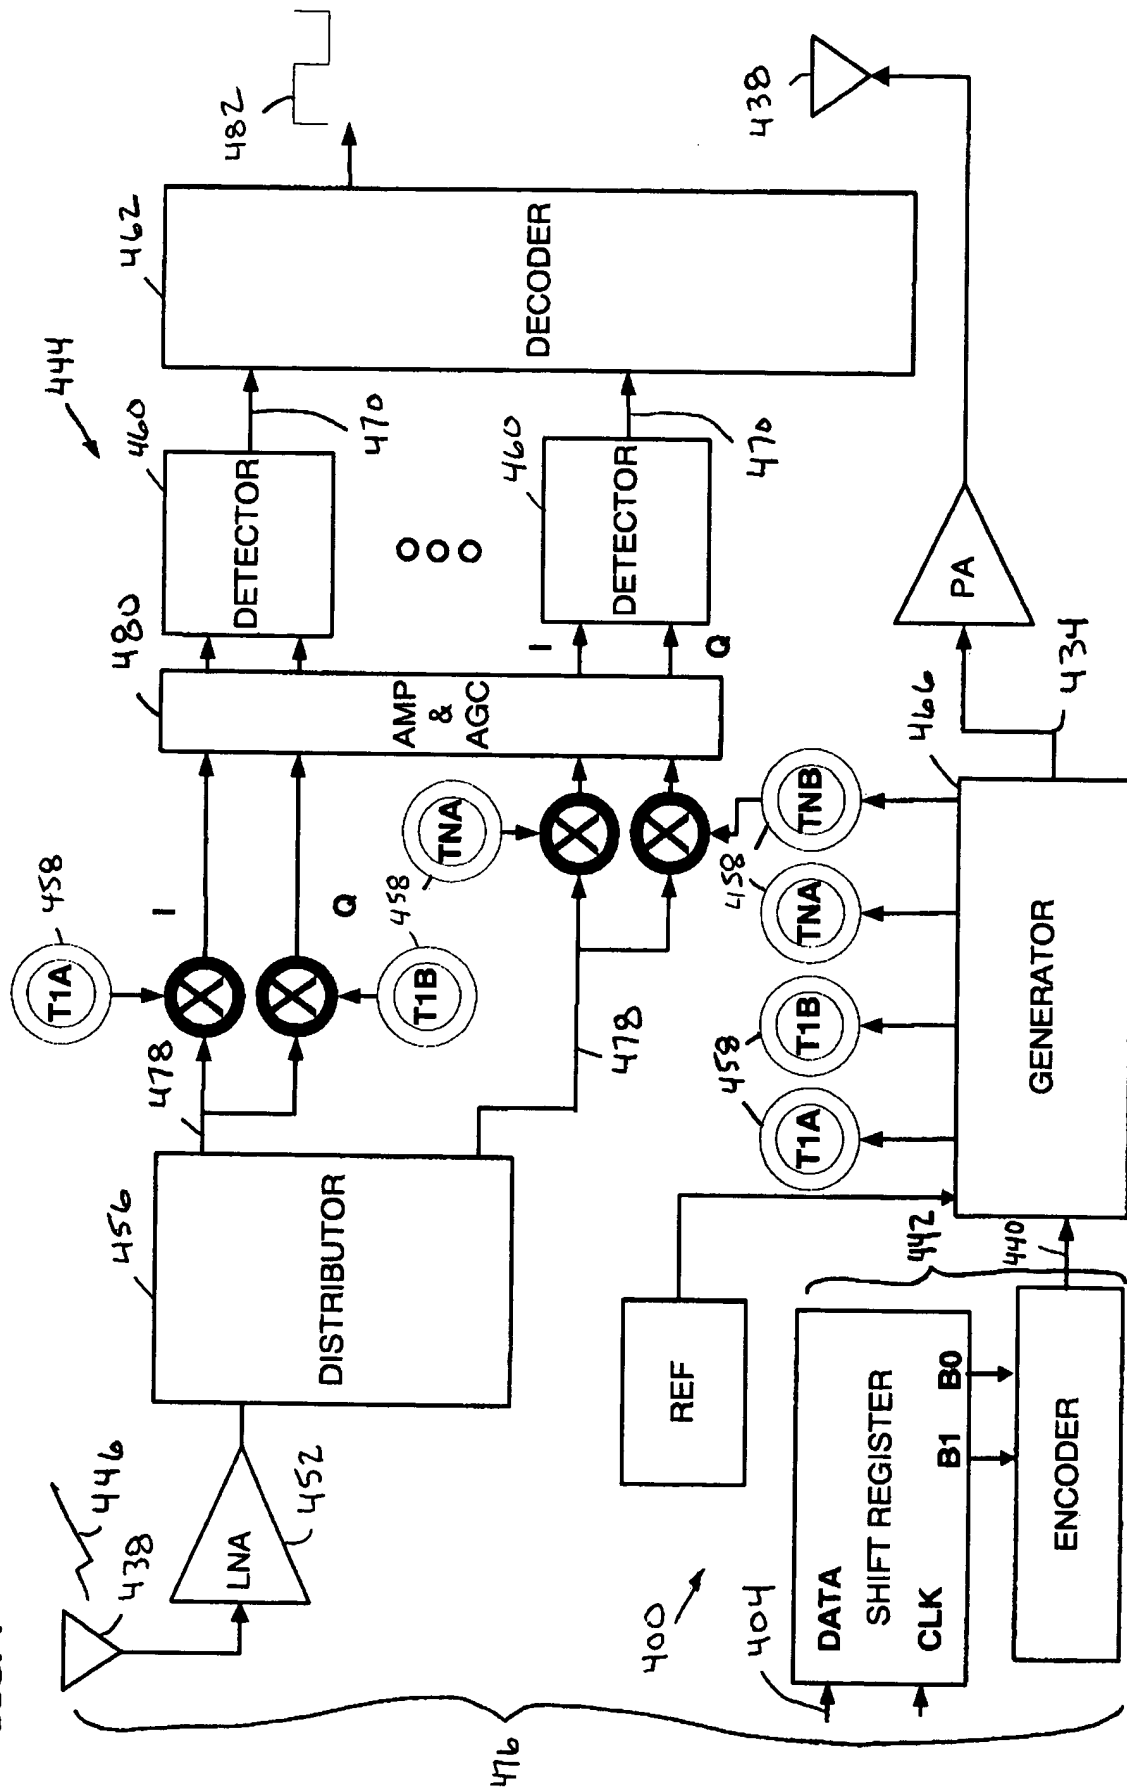 446
438
LNA
452
DISTRIBUTOR
456
478
T1A
458
I
Q
T1B
458
478
TNA
AMP
&
AGC
480
I
Q
DETECTOR
460
470
DETECTOR
460
470
444
DECODER
462
482
476
400
404
DATA
CLK
SHIFT REGISTER
B1
B0
442
ENCODER
440
REF
GENERATOR
466
T1A
T1B
458
TNA
TNB
458
434
PA
438